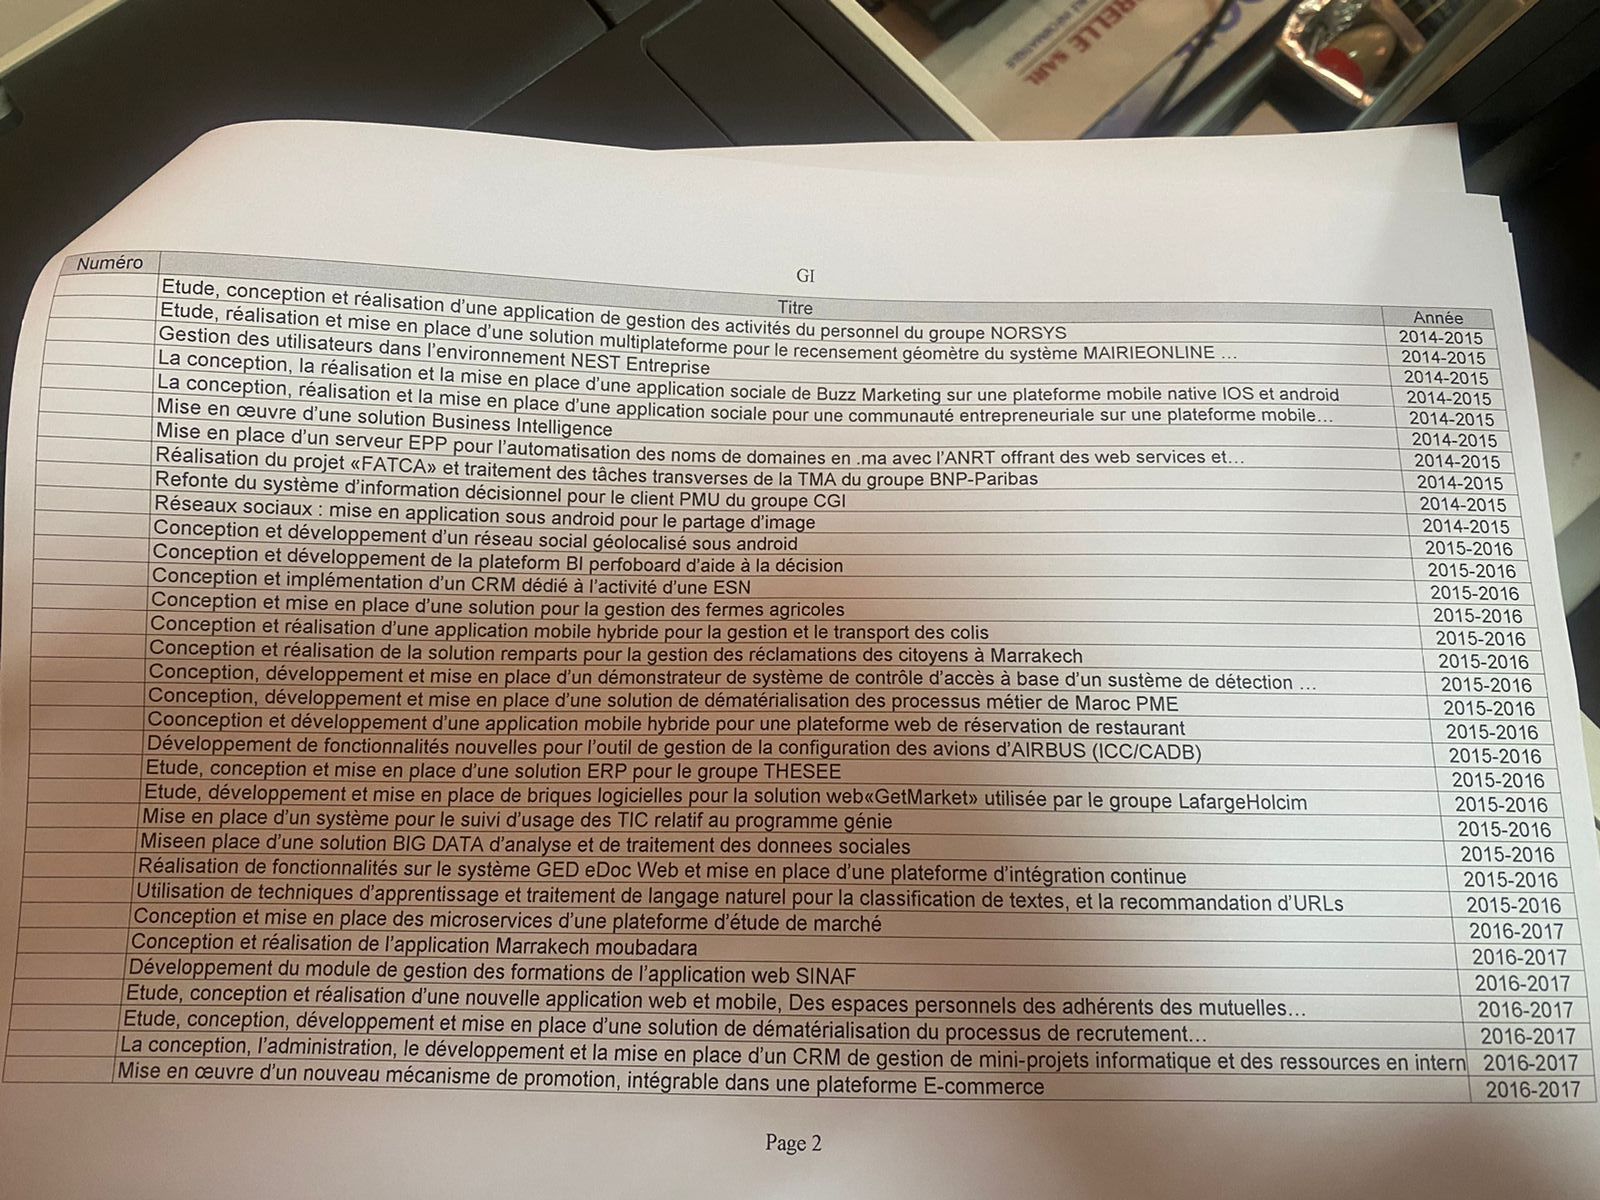 RELLE SARL
INFORMATIQUE
GI
Numéro Titre Année
Etude, conception et réalisation d’une application de gestion des activités du personnel du groupe NORSYS 2014-2015
Etude, réalisation et mise en place d’une solution multiplateforme pour le recensement géomètre du système MAIRIEONLINE … 2014-2015
Gestion des utilisateurs dans l’environnement NEST Entreprise 2014-2015
La conception, la réalisation et la mise en place d’une application sociale de Buzz Marketing sur une plateforme mobile native IOS et android 2014-2015
La conception, réalisation et la mise en place d’une application sociale pour une communauté entrepreneuriale sur une plateforme mobile… 2014-2015
Mise en œuvre d’une solution Business Intelligence 2014-2015
Mise en place d’un serveur EPP pour l’automatisation des noms de domaines en .ma avec l’ANRT offrant des web services et… 2014-2015
Réalisation du projet «FATCA» et traitement des tâches transverses de la TMA du groupe BNP-Paribas 2014-2015
Refonte du système d’information décisionnel pour le client PMU du groupe CGI 2014-2015
Réseaux sociaux : mise en application sous android pour le partage d’image 2014-2015
Conception et développement d’un réseau social géolocalisé sous android 2015-2016
Conception et développement de la plateform BI perfoboard d’aide à la décision 2015-2016
Conception et implémentation d’un CRM dédié à l’activité d’une ESN 2015-2016
Conception et mise en place d’une solution pour la gestion des fermes agricoles 2015-2016
Conception et réalisation d’une application mobile hybride pour la gestion et le transport des colis 2015-2016
Conception et réalisation de la solution remparts pour la gestion des réclamations des citoyens à Marrakech 2015-2016
Conception, développement et mise en place d’un démonstrateur de système de contrôle d’accès à base d’un sustème de détection … 2015-2016
Conception, développement et mise en place d’une solution de dématérialisation des processus métier de Maroc PME 2015-2016
Coonception et développement d’une application mobile hybride pour une plateforme web de réservation de restaurant 2015-2016
Développement de fonctionnalités nouvelles pour l’outil de gestion de la configuration des avions d’AIRBUS (ICC/CADB) 2015-2016
Etude, conception et mise en place d’une solution ERP pour le groupe THESEE 2015-2016
Etude, développement et mise en place de briques logicielles pour la solution web«GetMarket» utilisée par le groupe LafargeHolcim 2015-2016
Mise en place d’un système pour le suivi d’usage des TIC relatif au programme génie 2015-2016
Miseen place d’une solution BIG DATA d’analyse et de traitement des donnees sociales 2015-2016
Réalisation de fonctionnalités sur le système GED eDoc Web et mise en place d’une plateforme d’intégration continue 2015-2016
Utilisation de techniques d’apprentissage et traitement de langage naturel pour la classification de textes, et la recommandation d’URLs 2015-2016
Conception et mise en place des microservices d’une plateforme d’étude de marché 2016-2017
Conception et réalisation de l’application Marrakech moubadara 2016-2017
Développement du module de gestion des formations de l’application web SINAF 2016-2017
Etude, conception et réalisation d’une nouvelle application web et mobile, Des espaces personnels des adhérents des mutuelles… 2016-2017
Etude, conception, développement et mise en place d’une solution de dématérialisation du processus de recrutement… 2016-2017
La conception, l’administration, le développement et la mise en place d’un CRM de gestion de mini-projets informatique et des ressources en intern 2016-2017
Mise en œuvre d’un nouveau mécanisme de promotion, intégrable dans une plateforme E-commerce 2016-2017
Page 2